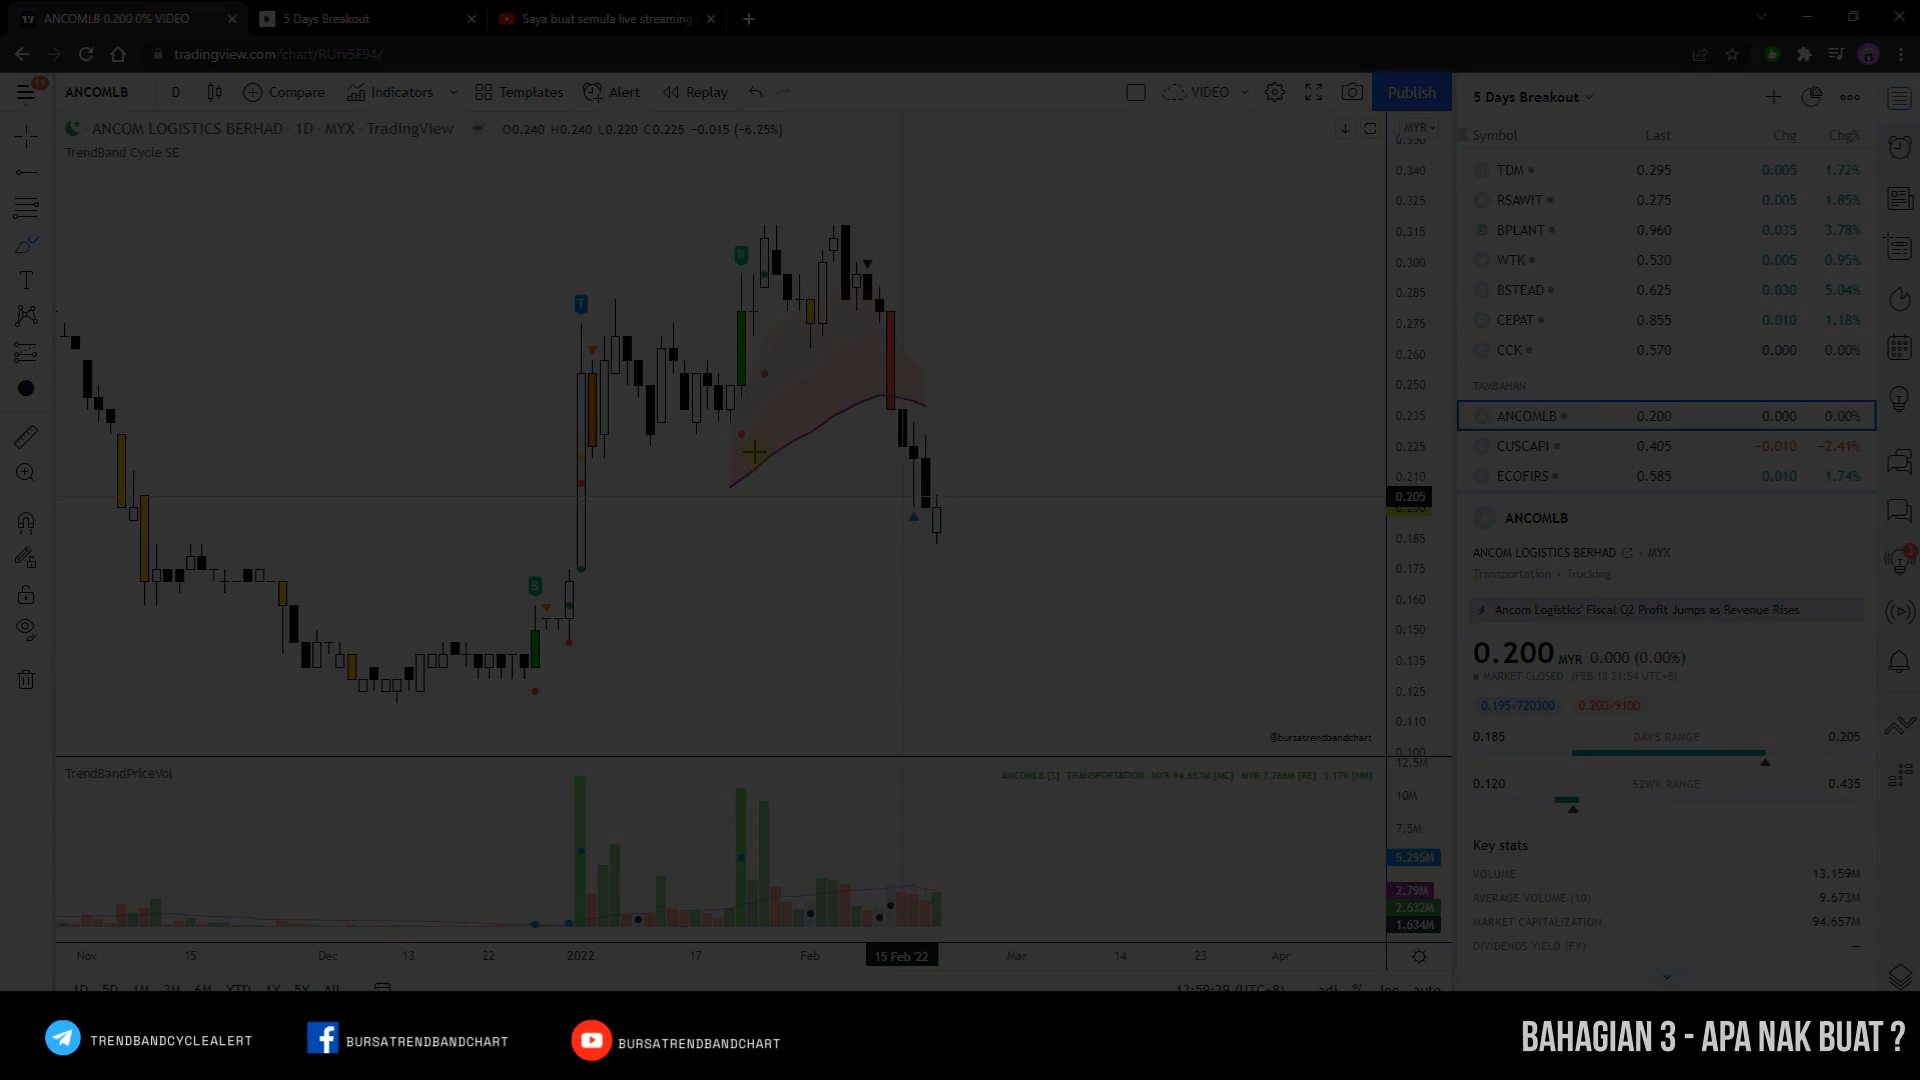 ANCOMLB 0.200 0% VIDEO
5 Days Breakout
Saya buat semula live streaming
tradingview.com/chart/RUrv5F94/
11
ANCOMLB
D
Compare
Indicators
Templates
Alert
Replay
VIDEO
Publish
ANCOM LOGISTICS BERHAD · 1D · MYX · TradingView
O0.240 H0.240 L0.220 C0.225 −0.015 (−6.25%)
MYR
TrendBand Cycle SE
0.350
0.340
0.325
0.315
0.300
0.285
0.275
0.260
0.250
0.235
0.225
0.210
0.205
0.200
0.185
0.175
0.160
0.150
0.135
0.125
0.110
0.100
T
B
B
@bursatrendbandchart
TrendBandPriceVol
ANCOMLB [S] TRANSPORTATION MYR 94.657M [MC] MYR 7.766M [RE] 3.17% [NM]
12.5M
10M
7.5M
5.295M
2.79M
2.632M
1.634M
Nov
15
Dec
13
22
2022
17
Feb
15 Feb '22
Mar
14
23
Apr
1D 5D 1M 3M 6M YTD 1Y 5Y All
13:59:29 (UTC+8)
adj
%
log
auto
5 Days Breakout
Symbol Last Chg Chg%
TDM 0.295 0.005 1.72%
RSAWIT 0.275 0.005 1.85%
BPLANT 0.960 0.035 3.78%
WTK 0.530 0.005 0.95%
BSTEAD 0.625 0.030 5.04%
CEPAT 0.855 0.010 1.18%
CCK 0.570 0.000 0.00%
TAMBAHAN
ANCOMLB 0.200 0.000 0.00%
CUSCAPI 0.405 −0.010 −2.41%
ECOFIRS 0.585 0.010 1.74%
ANCOMLB
ANCOM LOGISTICS BERHAD · MYX
Transportation · Trucking
Ancom Logistics' Fiscal Q2 Profit Jumps as Revenue Rises
0.200 MYR 0.000 (0.00%)
MARKET CLOSED (FEB 18 21:54 UTC+8)
0.195×720300
0.200×9100
0.185 DAY'S RANGE 0.205
0.120 52WK RANGE 0.435
Key stats
VOLUME 13.159M
AVERAGE VOLUME (10) 9.673M
MARKET CAPITALIZATION 94.657M
DIVIDENDS YIELD (FY) —
3
TRENDBANDCYCLEALERT
BURSATRENDBANDCHART
BURSATRENDBANDCHART
BAHAGIAN 3 - APA NAK BUAT ?